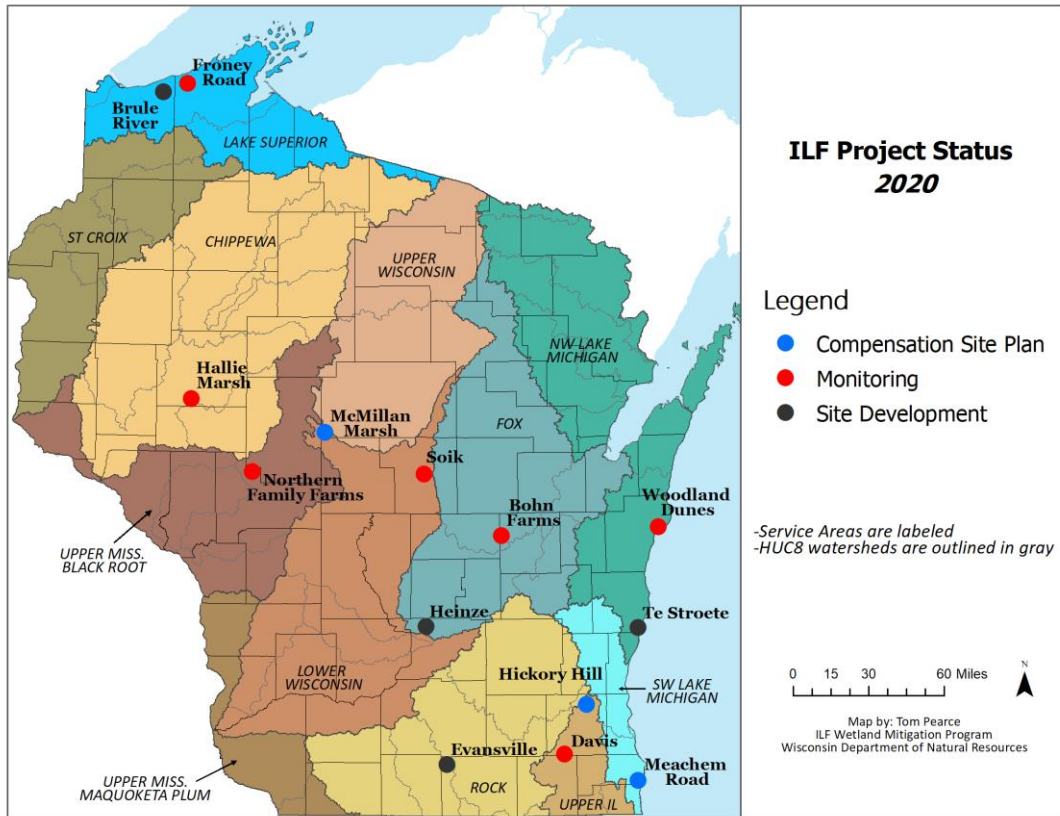 Froney
Road
Brule
River
LAKE SUPERIOR
ST CROIX
CHIPPEWA
UPPER
WISCONSIN
NW LAKE
MICHIGAN
Hallie
Marsh
McMillan
Marsh
FOX
Soik
Northern
Family Farms
Bohn
Farms
Woodland
Dunes
UPPER MISS.
BLACK ROOT
Heinze
Te Stroete
LOWER
WISCONSIN
Hickory Hill
SW LAKE
MICHIGAN
Evansville
Davis
Meachem
Road
UPPER MISS.
MAQUOKETA PLUM
ROCK
UPPER IL
ILF Project Status
2020
Legend
Compensation Site Plan
Monitoring
Site Development
-Service Areas are labeled
-HUC8 watersheds are outlined in gray
0 15 30 60 Miles
N
Map by: Tom Pearce
ILF Wetland Mitigation Program
Wisconsin Department of Natural Resources